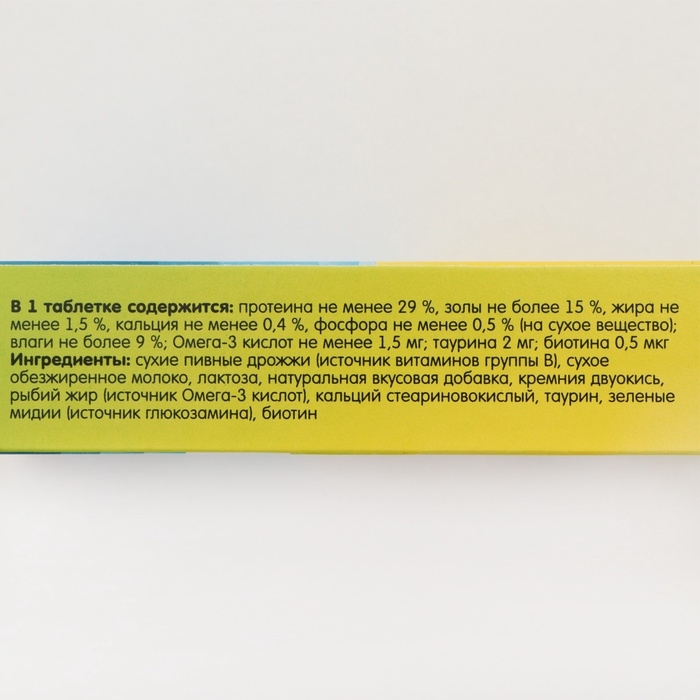 В 1 таблетке содержится: протеина не менее 29 %, золы не более 15 %, жира не
менее 1,5 %, кальция не менее 0,4 %, фосфора не менее 0,5 % (на сухое вещество);
влаги не более 9 %; Омега-3 кислот не менее 1,5 мг; таурина 2 мг; биотина 0,5 мкг
Ингредиенты: сухие пивные дрожжи (источник витаминов группы В), сухое
обезжиренное молоко, лактоза, натуральная вкусовая добавка, кремния двуокись,
рыбий жир (источник Омега-3 кислот), кальций стеариновокислый, таурин, зеленые
мидии (источник глюкозамина), биотин